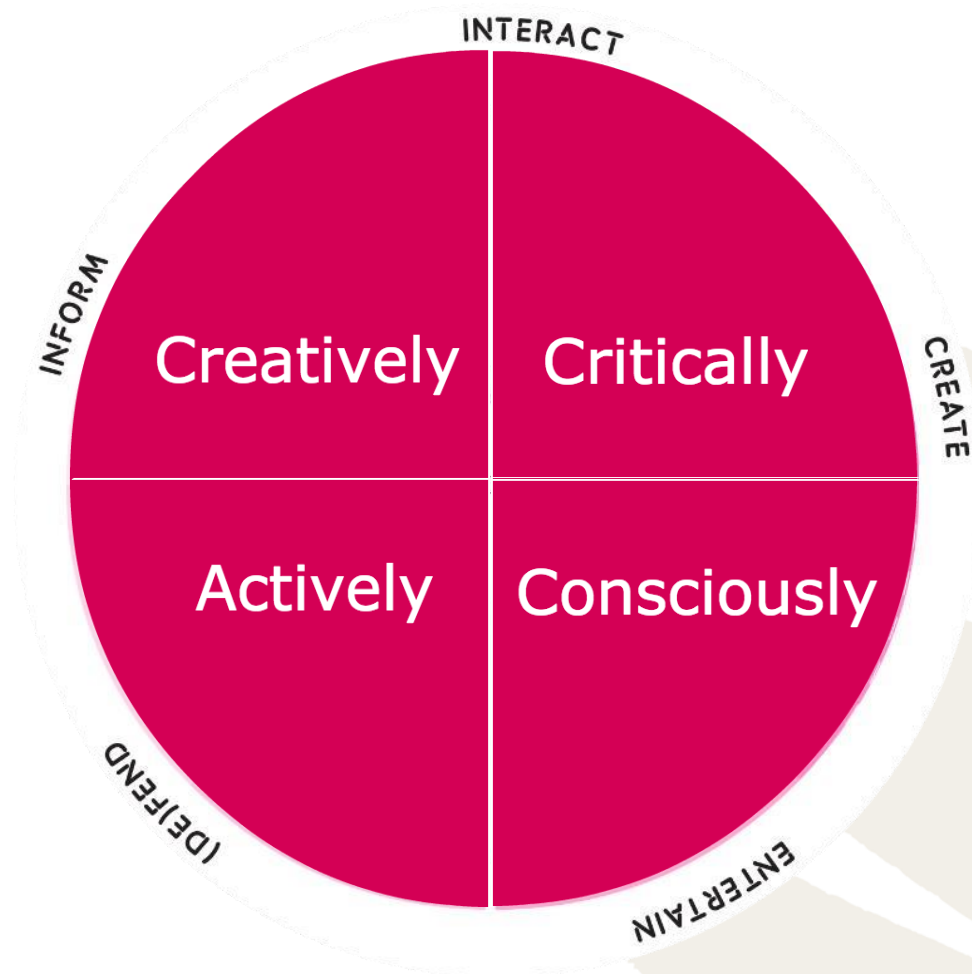 INTERACT
INFORM
Creatively
Critically
CREATE
Actively
Consciously
(DE)FEND
ENTERTAIN